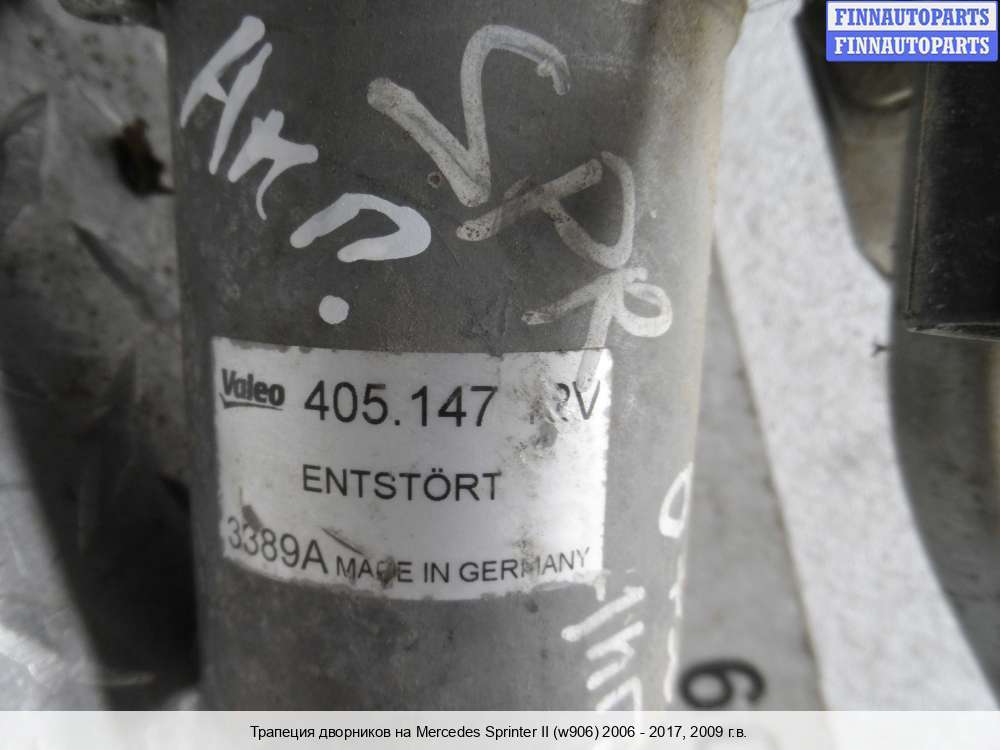 FINNAUTOPARTS
FINNAUTOPARTS
SPR
Valeo 405.147
ENTSTÖRT
3389A MADE IN GERMANY
6
Трапеция дворников на Mercedes Sprinter II (w906) 2006 - 2017, 2009 г.в.